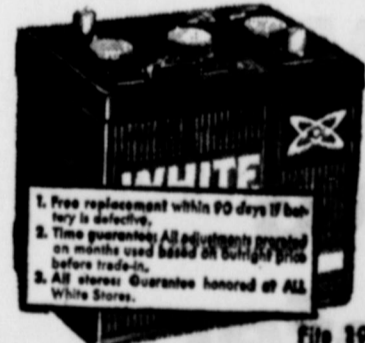 WHITE
1. Free replacement within 90 days if bat-
tery is defective.
2. Time guarantee: All adjustments prorated
on months used based on outright price
before trade-in.
3. All stores: Guarantee honored at ALL
White Stores.
File